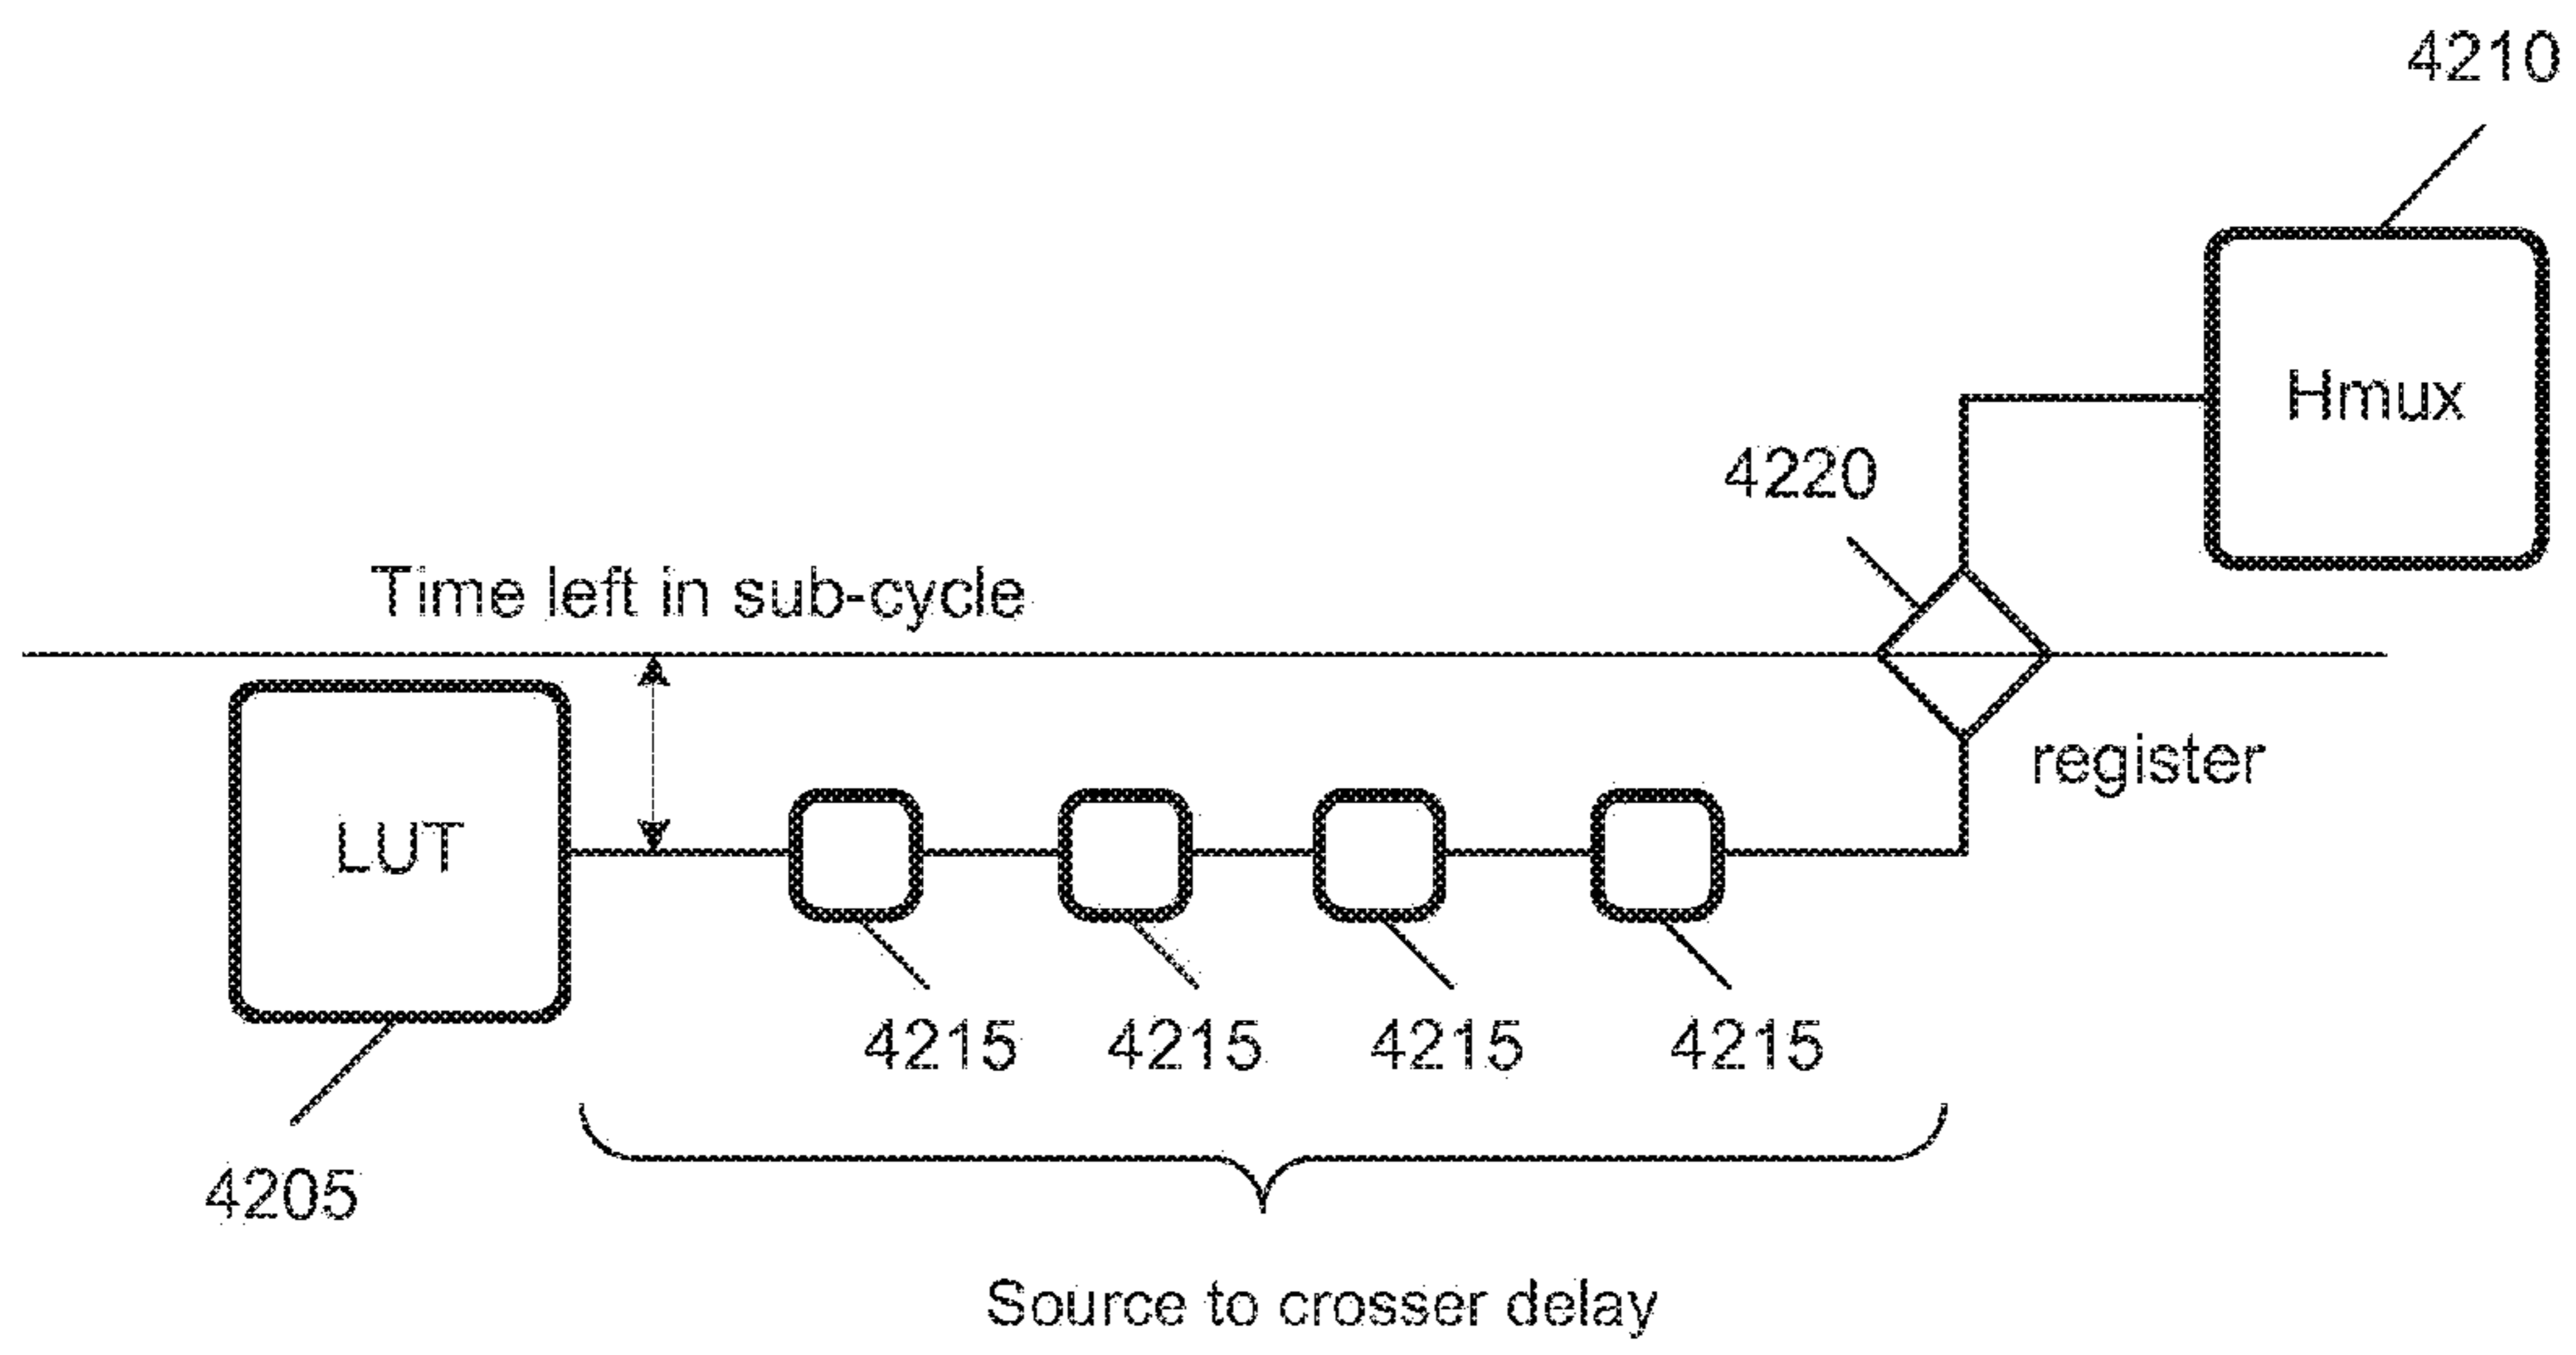 4210
Hmux
4220
Time left in sub-cycle
register
LUT
4215 4215 4215 4215
4205
Source to crosser delay